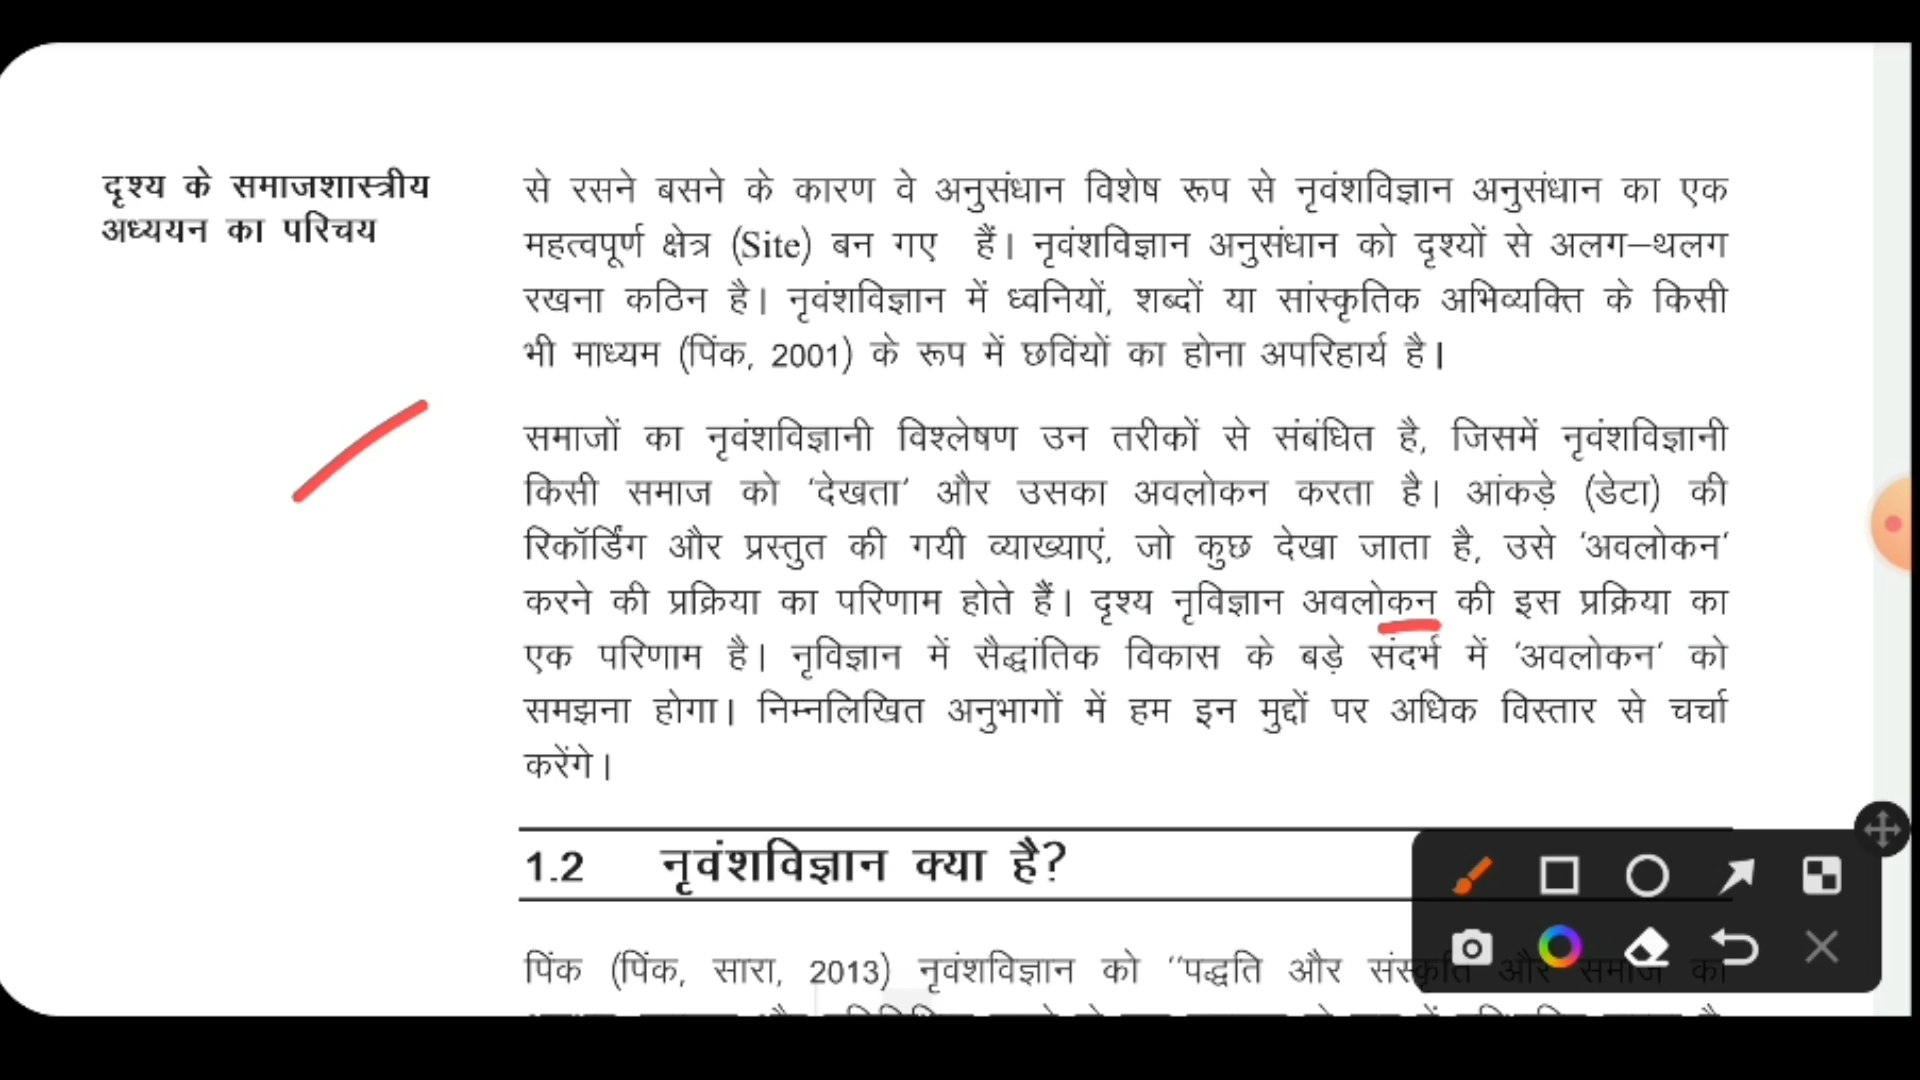 दृश्य के समाजशास्त्रीय
अध्ययन का परिचय
से रसने बसने के कारण वे अनुसंधान विशेष रूप से नृवंशविज्ञान अनुसंधान का एक
महत्वपूर्ण क्षेत्र (Site) बन गए हैं। नृवंशविज्ञान अनुसंधान को दृश्यों से अलग–थलग
रखना कठिन है। नृवंशविज्ञान में ध्वनियों, शब्दों या सांस्कृतिक अभिव्यक्ति के किसी
भी माध्यम (पिंक, 2001) के रूप में छविंयों का होना अपरिहार्य है।
समाजों का नृवंशविज्ञानी विश्लेषण उन तरीकों से संबंधित है, जिसमें नृवंशविज्ञानी
किसी समाज को ‘देखता’ और उसका अवलोकन करता है। आंकड़े (डेटा) की
रिकॉर्डिंग और प्रस्तुत की गयी व्याख्याएं, जो कुछ देखा जाता है, उसे ‘अवलोकन’
करने की प्रक्रिया का परिणाम होते हैं। दृश्य नृविज्ञान अवलोकन की इस प्रक्रिया का
एक परिणाम है। नृविज्ञान में सैद्धांतिक विकास के बड़े संदर्भ में ‘अवलोकन’ को
समझना होगा। निम्नलिखित अनुभागों में हम इन मुद्दों पर अधिक विस्तार से चर्चा
करेंगे।
1.2 नृवंशविज्ञान क्या है?
पिंक (पिंक, सारा, 2013) नृवंशविज्ञान को “पद्धति और संस्कृति और समाज का